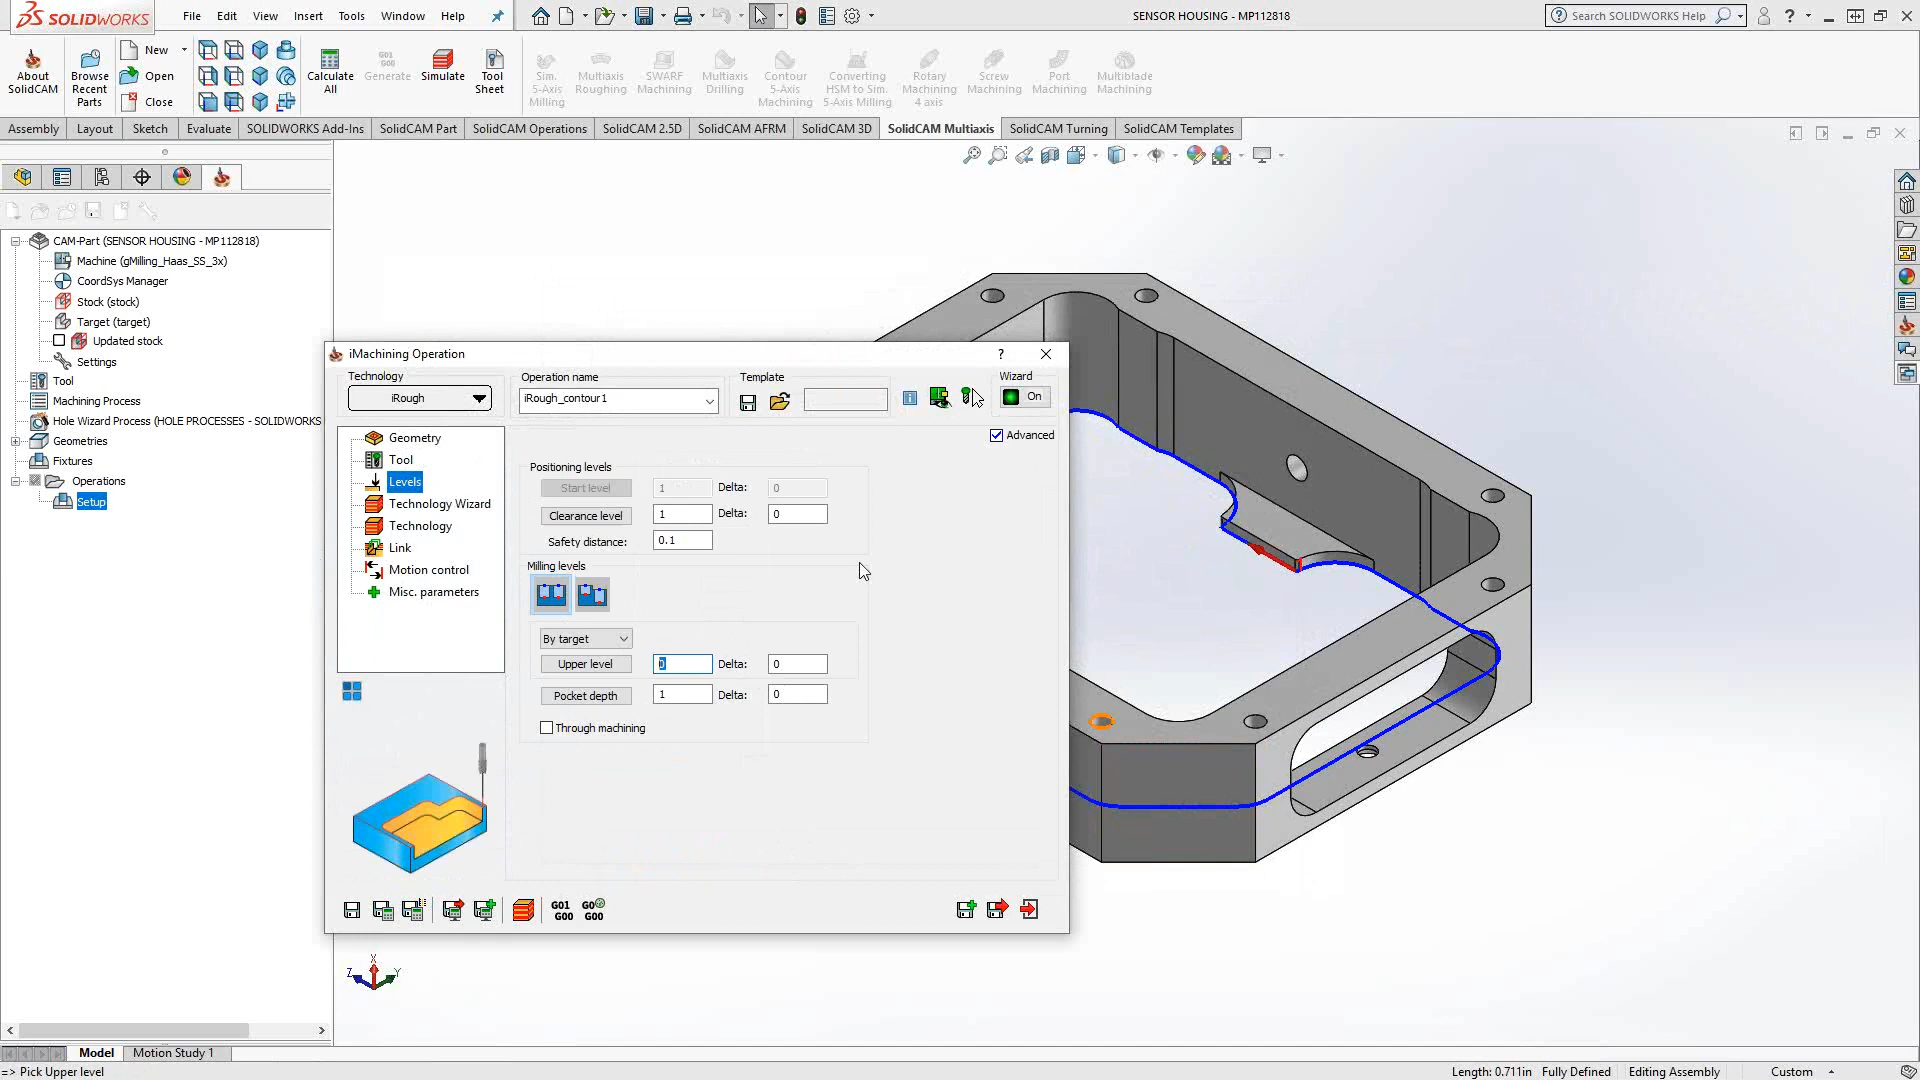 SOLIDWORKS
File Edit View Insert Tools Window Help
SENSOR HOUSING - MP112818
Search SOLIDWORKS Help
About SolidCAM
Browse Recent Parts
New
Open
Close
Calculate All
G01 G00 Generate
Simulate
Tool Sheet
Sim. 5-Axis Milling
Multiaxis Roughing
SWARF Machining
Multiaxis Drilling
Contour 5-Axis Machining
Converting HSM to Sim. 5-Axis Milling
Rotary Machining 4 axis
Screw Machining
Port Machining
Multiblade Machining
Assembly Layout Sketch Evaluate SOLIDWORKS Add-Ins SolidCAM Part SolidCAM Operations SolidCAM 2.5D SolidCAM AFRM SolidCAM 3D SolidCAM Multiaxis SolidCAM Turning SolidCAM Templates
CAM-Part (SENSOR HOUSING - MP112818)
Machine (gMilling_Haas_SS_3x)
CoordSys Manager
Stock (stock)
Target (target)
Updated stock
Settings
Tool
Machining Process
Hole Wizard Process (HOLE PROCESSES - SOLIDWORKS
Geometries
Fixtures
Operations
Setup
iMachining Operation
?
Technology
iRough
Operation name
iRough_contour1
Template
Wizard
On
Advanced
Geometry
Tool
Levels
Technology Wizard
Technology
Link
Motion control
Misc. parameters
Positioning levels
Start level 1 Delta: 0
Clearance level 1 Delta: 0
Safety distance: 0.1
Milling levels
By target
Upper level 0 Delta: 0
Pocket depth 1 Delta: 0
Through machining
G01 G00
G0 G00
X
Z Y
Model Motion Study 1
=> Pick Upper level
Length: 0.711in Fully Defined Editing Assembly Custom